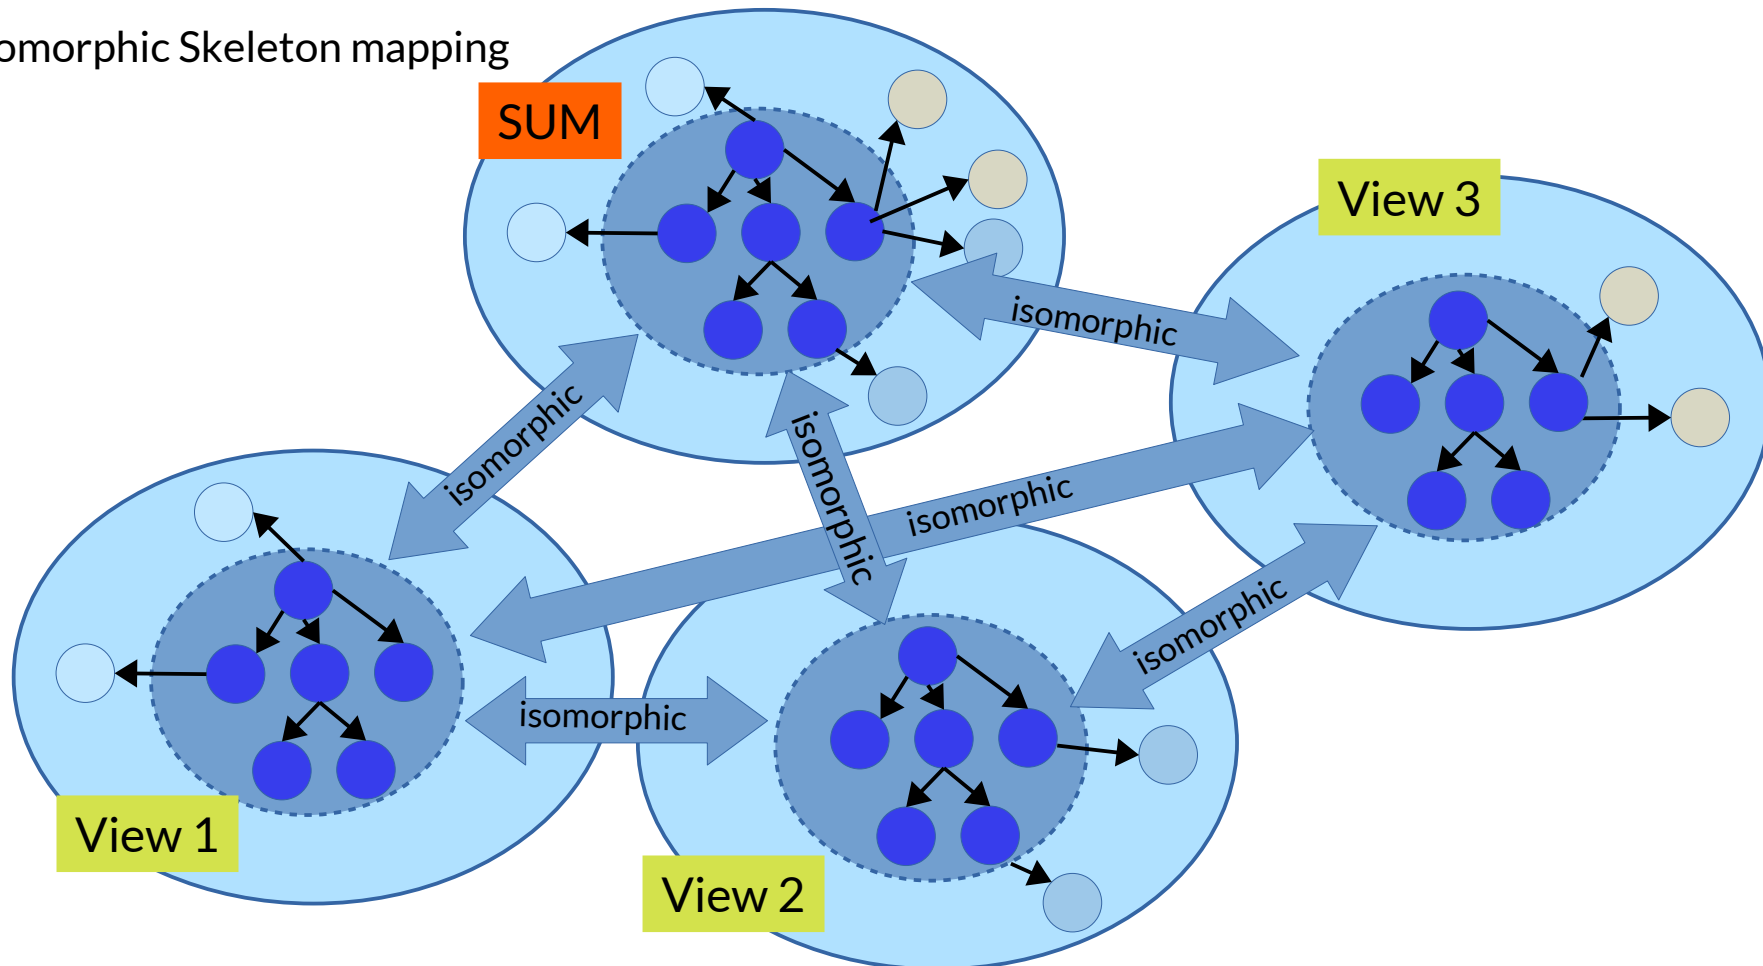 omorphic Skeleton mapping
SUM
View 3
isomorphic
isomorphic
isomorphic
isomorphic
isomorphic
isomorphic
View 1
View 2